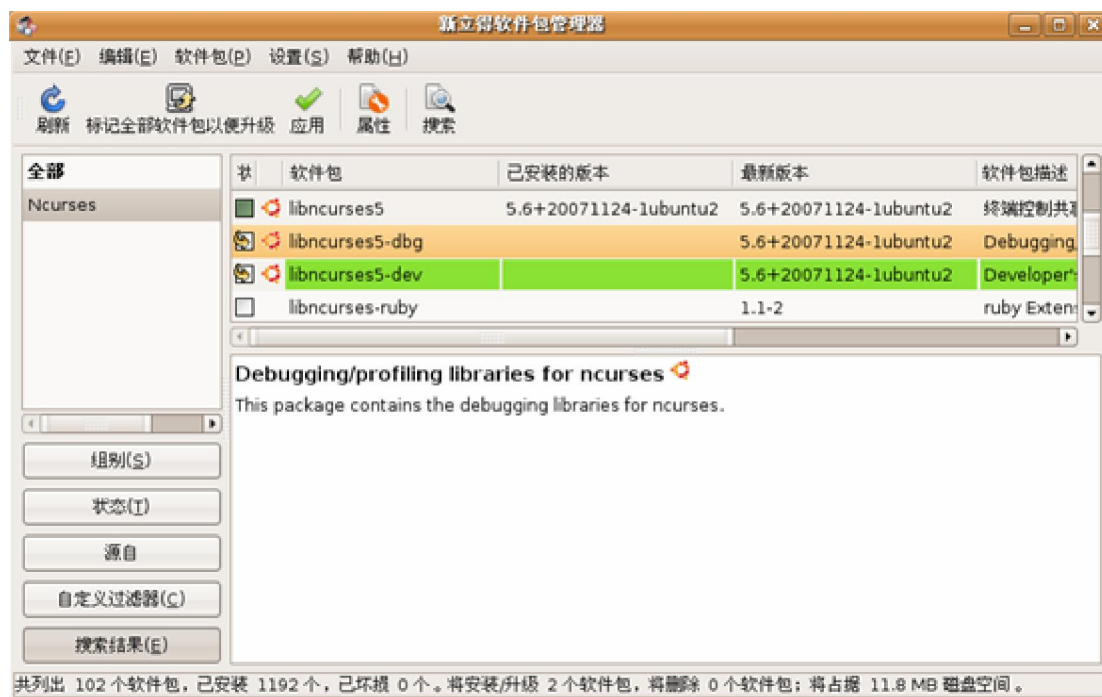 新立得软件包管理器
文件(F) 编辑(E) 软件包(P) 设置(S) 帮助(H)
刷新 标记全部软件包以便升级 应用 属性 搜索
全部
Ncurses
状 软件包 已安装的版本 最新版本 软件包描述
libncurses5 5.6+20071124-1ubuntu2 5.6+20071124-1ubuntu2 终端控制共
libncurses5-dbg 5.6+20071124-1ubuntu2 Debugging
libncurses5-dev 5.6+20071124-1ubuntu2 Developer's
libncurses-ruby 1.1-2 ruby Exten
Debugging/profiling libraries for ncurses
This package contains the debugging libraries for ncurses.
组别(S)
状态(T)
源自
自定义过滤器(C)
搜索结果(E)
共列出 102 个软件包，已安装 1192 个，已坏损 0 个。将安装/升级 2 个软件包，将删除 0 个软件包；将占据 11.8 MB 磁盘空间。